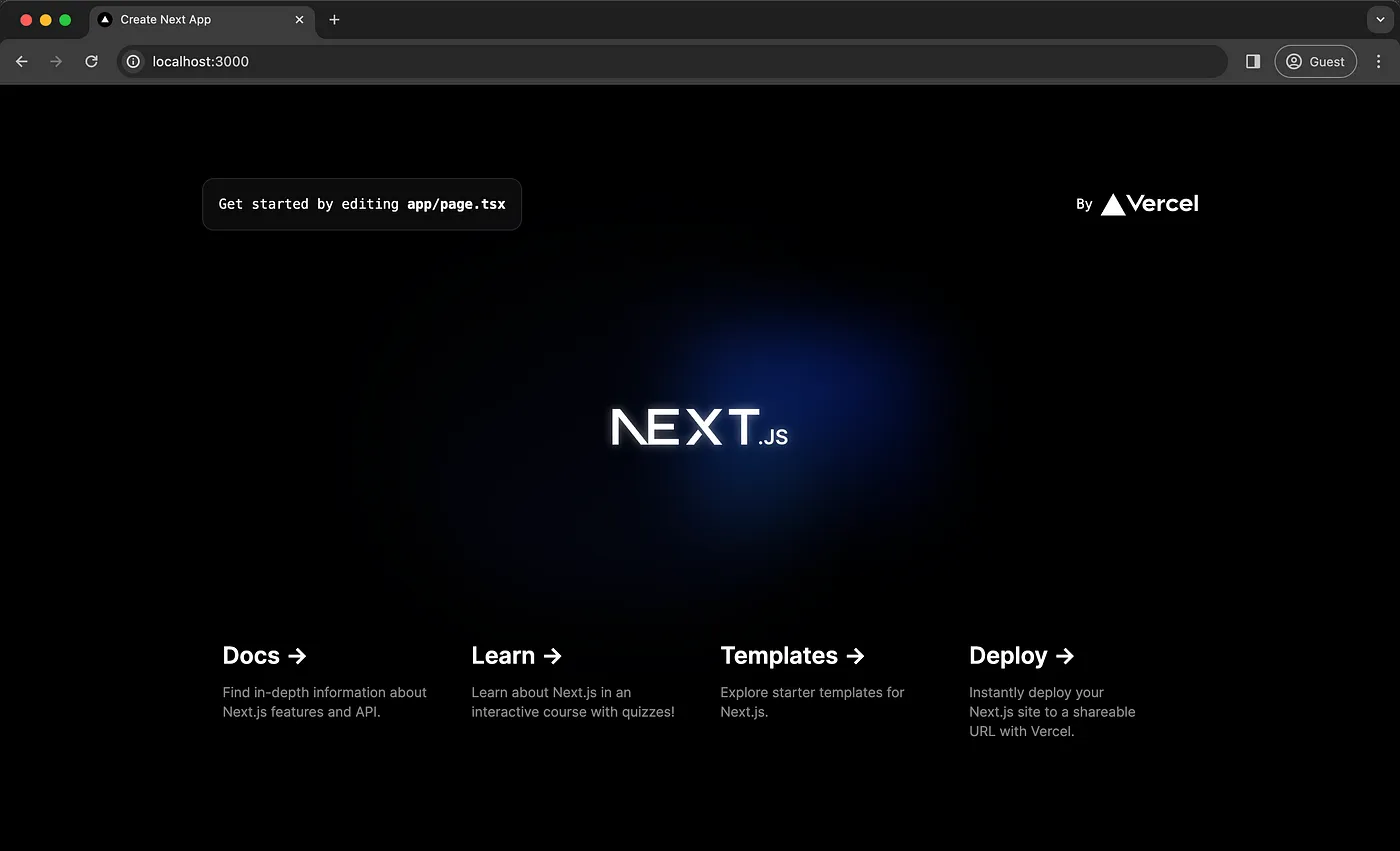 Create Next App
localhost:3000
Guest
Get started by editing app/page.tsx
By Vercel
NEXT.JS
Docs →
Find in-depth information about
Next.js features and API.
Learn →
Learn about Next.js in an
interactive course with quizzes!
Templates →
Explore starter templates for
Next.js.
Deploy →
Instantly deploy your
Next.js site to a shareable
URL with Vercel.